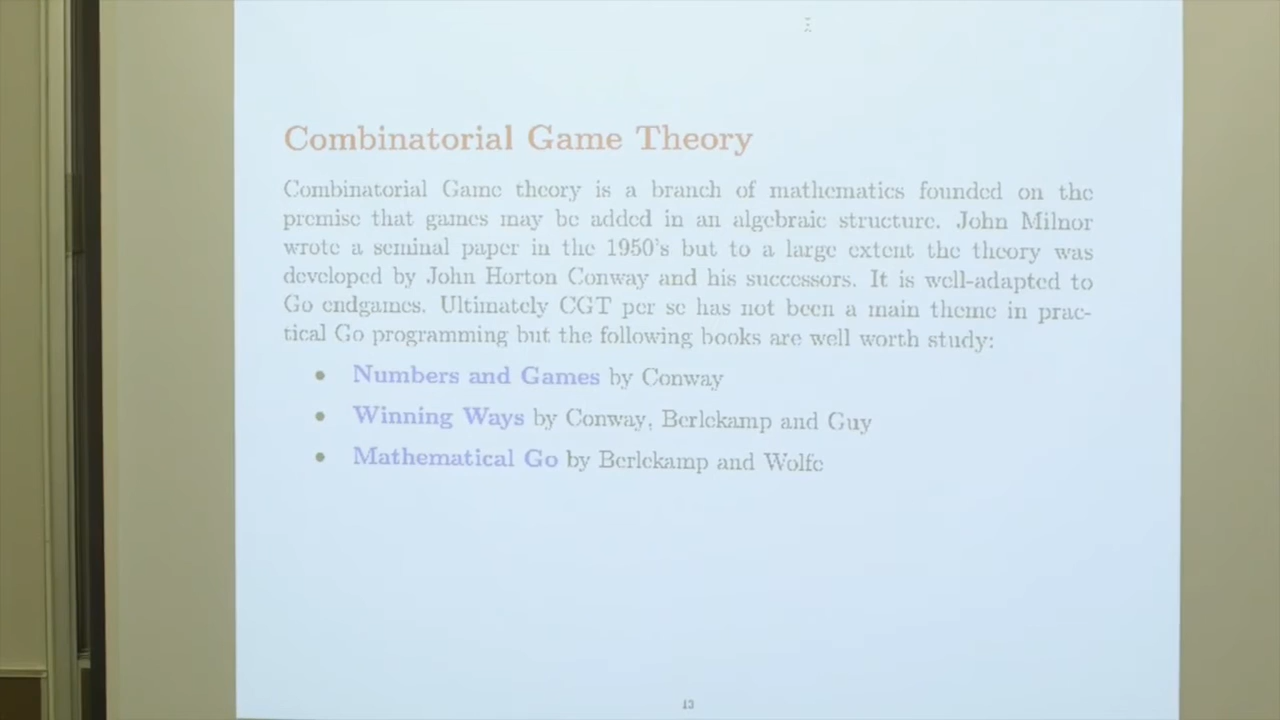 Combinatorial Game Theory
Combinatorial Game theory is a branch of mathematics founded on the
premise that games may be added in an algebraic structure. John Milnor
wrote a seminal paper in the 1950's but to a large extent the theory was
developed by John Horton Conway and his successors. It is well-adapted to
Go endgames. Ultimately CGT per se has not been a main theme in prac-
tical Go programming but the following books are well worth study:
• Numbers and Games by Conway
• Winning Ways by Conway, Berlekamp and Guy
• Mathematical Go by Berlekamp and Wolfe
13